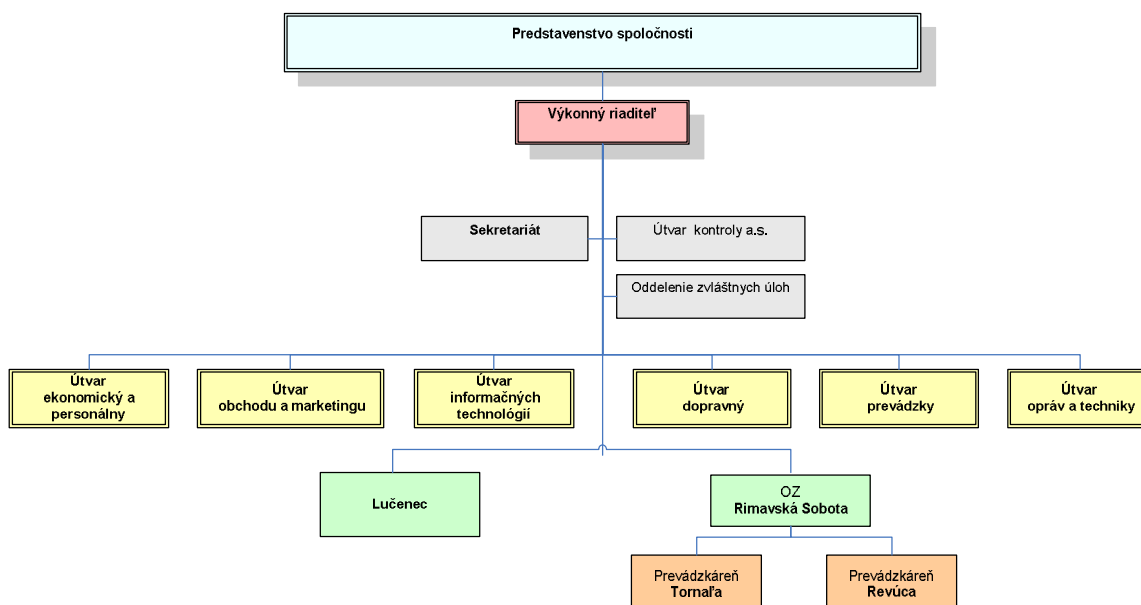 Predstavenstvo spoločnosti
Výkonný riaditeľ
Sekretariát
Útvar kontroly a.s.
Oddelenie zvláštnych úloh
Útvar
ekonomický a
personálny
Útvar
obchodu a marketingu
Útvar
informačných
technológií
Útvar
dopravný
Útvar
prevádzky
Útvar
opráv a techniky
Lučenec
OZ
Rimavská Sobota
Prevádzkáreň
Tornaľa
Prevádzkáreň
Revúca